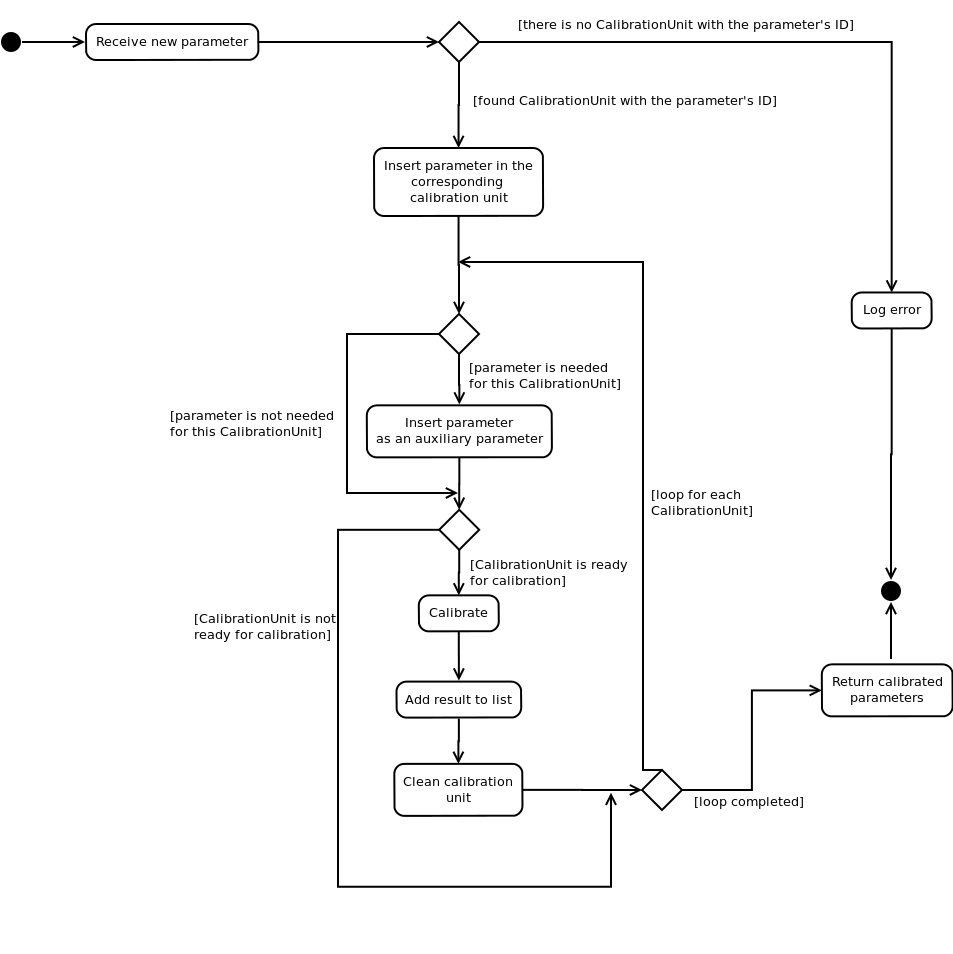 [there is no CalibrationUnit with the parameter's ID]
Receive new parameter
[found CalibrationUnit with the parameter's ID]
Insert parameter in the
corresponding
calibration unit
Log error
[parameter is needed
for this CalibrationUnit]
[parameter is not needed
for this CalibrationUnit]
Insert parameter
as an auxiliary parameter
[loop for each
CalibrationUnit]
[CalibrationUnit is ready
for calibration]
Calibrate
[CalibrationUnit is not
ready for calibration]
Return calibrated
parameters
Add result to list
Clean calibration
unit
[loop completed]